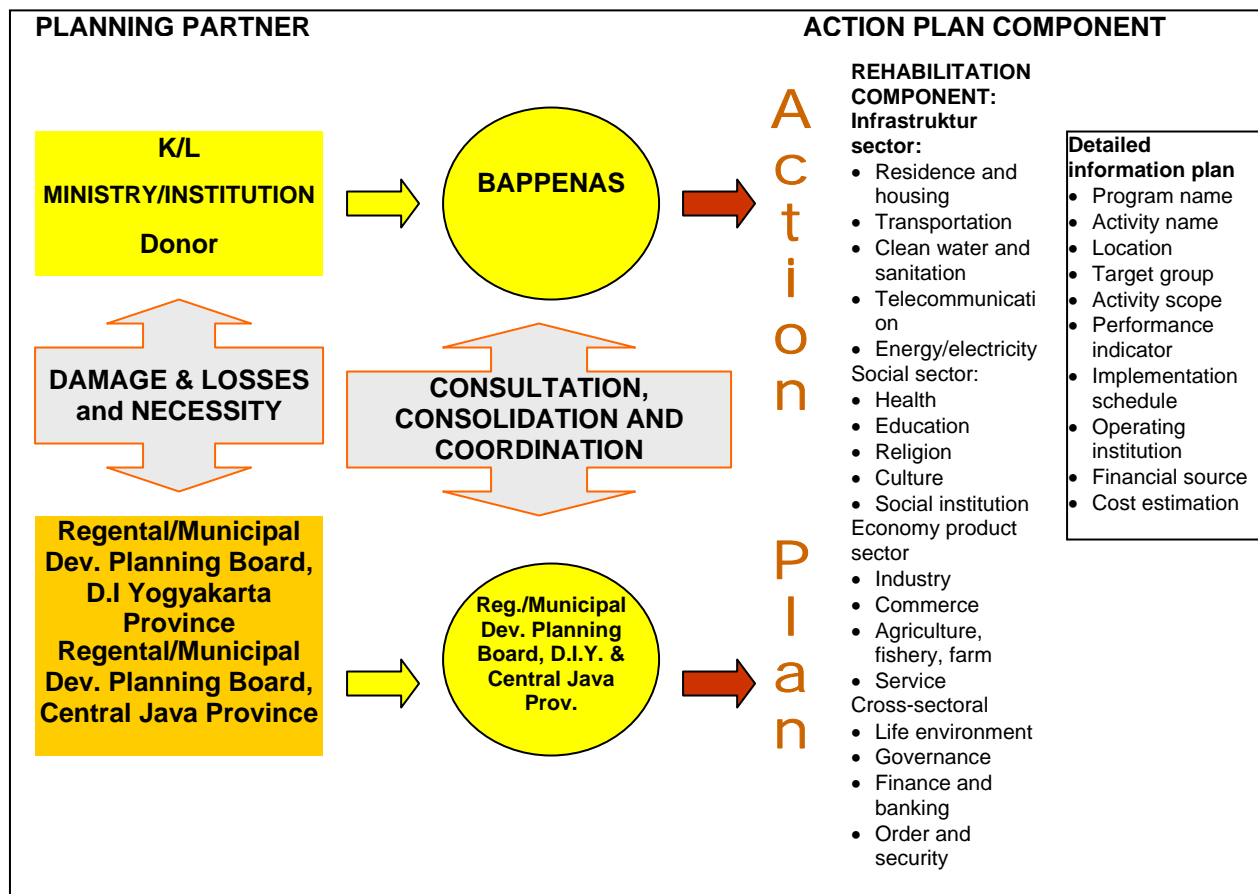 PLANNING PARTNER
ACTION PLAN COMPONENT
K/L
MINISTRY/INSTITUTION
Donor
BAPPENAS
DAMAGE & LOSSES
and NECESSITY
CONSULTATION,
CONSOLIDATION AND
COORDINATION
Regental/Municipal
Dev. Planning Board,
D.I Yogyakarta
Province
Regental/Municipal
Dev. Planning Board,
Central Java Province
Reg./Municipal
Dev. Planning
Board, D.I.Y. &
Central Java
Prov.
Action
Plan
REHABILITATION
COMPONENT:
Infrastruktur
sector:
• Residence and
housing
• Transportation
• Clean water and
sanitation
• Telecommunicati
on
• Energy/electricity
Social sector:
• Health
• Education
• Religion
• Culture
• Social institution
Economy product
sector
• Industry
• Commerce
• Agriculture,
fishery, farm
• Service
Cross-sectoral
• Life environment
• Governance
• Finance and
banking
• Order and
security
Detailed
information plan
• Program name
• Activity name
• Location
• Target group
• Activity scope
• Performance
indicator
• Implementation
schedule
• Operating
institution
• Financial source
• Cost estimation